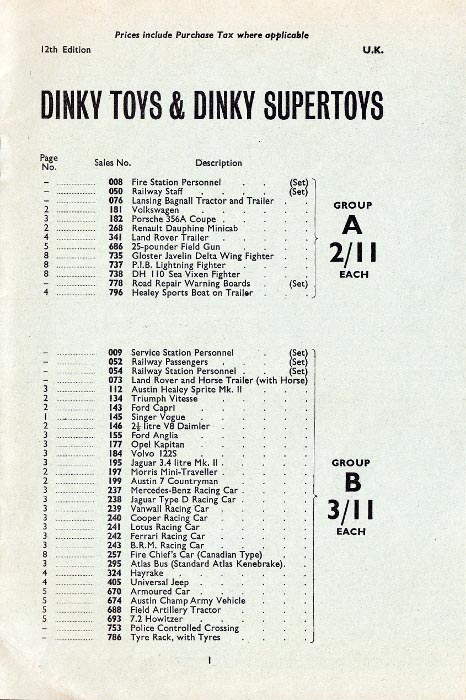 Prices include Purchase Tax where applicable
12th Edition U.K.
DINKY TOYS & DINKY SUPERTOYS
Page No. Sales No. Description
– 008 Fire Station Personnel (Set)
– 050 Railway Staff (Set)
– 076 Lansing Bagnall Tractor and Trailer
2 181 Volkswagen
3 182 Porsche 356A Coupe
2 268 Renault Dauphine Minicab
4 341 Land Rover Trailer
5 686 25-pounder Field Gun
8 735 Gloster Javelin Delta Wing Fighter
8 737 P.I.B. Lightning Fighter
8 738 DH 110 Sea Vixen Fighter
– 778 Road Repair Warning Boards (Set)
4 796 Healey Sports Boat on Trailer
GROUP
A
2/11
EACH
– 009 Service Station Personnel (Set)
– 052 Railway Passengers (Set)
– 054 Railway Station Personnel (Set)
– 073 Land Rover and Horse Trailer (with Horse)
3 112 Austin Healey Sprite Mk. II
2 134 Triumph Vitesse
2 143 Ford Capri
1 145 Singer Vogue
2 146 2½ litre V8 Daimler
3 155 Ford Anglia
3 177 Opel Kapitan
3 184 Volvo 122S
3 195 Jaguar 3.4 litre Mk. II
2 197 Morris Mini-Traveller
2 199 Austin 7 Countryman
3 237 Mercedes-Benz Racing Car
3 238 Jaguar Type D Racing Car
3 239 Vanwall Racing Car
3 240 Cooper Racing Car
3 241 Lotus Racing Car
3 242 Ferrari Racing Car
3 243 B.R.M. Racing Car
8 257 Fire Chief's Car (Canadian Type)
3 295 Atlas Bus (Standard Atlas Kenebrake)
4 324 Hayrake
4 405 Universal Jeep
5 670 Armoured Car
5 674 Austin Champ Army Vehicle
5 688 Field Artillery Tractor
5 693 7.2 Howitzer
– 753 Police Controlled Crossing
– 786 Tyre Rack, with Tyres
GROUP
B
3/11
EACH
1